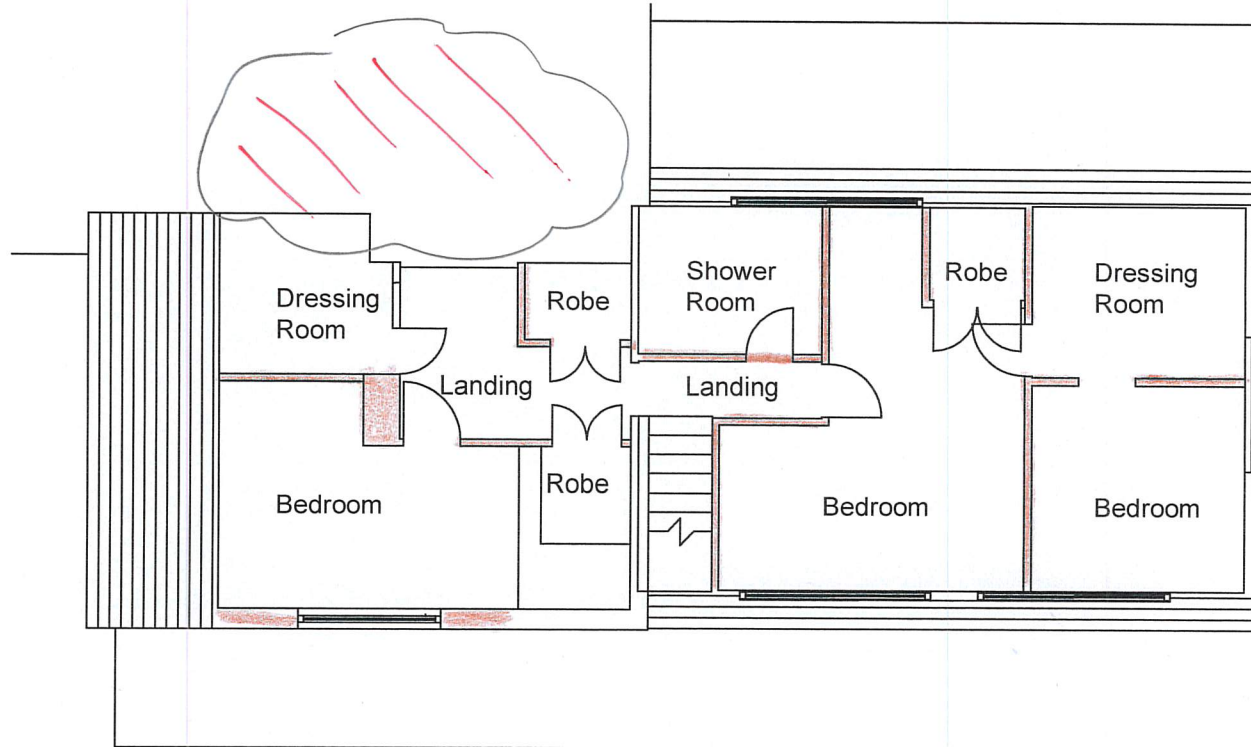 Shower
Room
Robe
Dressing
Room
Dressing
Room
Robe
Landing
Landing
Robe
Bedroom
Bedroom
Bedroom